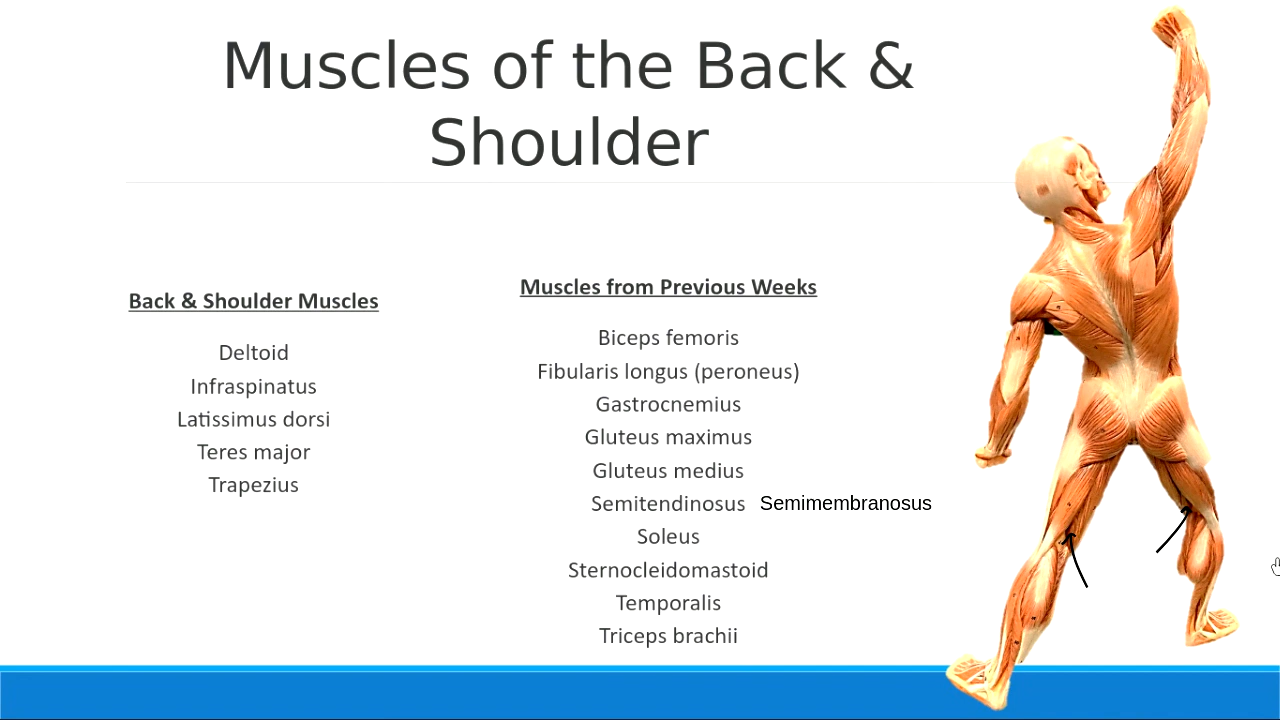 Muscles of the Back &
Shoulder
Back & Shoulder Muscles
Deltoid
Infraspinatus
Latissimus dorsi
Teres major
Trapezius
Muscles from Previous Weeks
Biceps femoris
Fibularis longus (peroneus)
Gastrocnemius
Gluteus maximus
Gluteus medius
Semitendinosus Semimembranosus
Soleus
Sternocleidomastoid
Temporalis
Triceps brachii